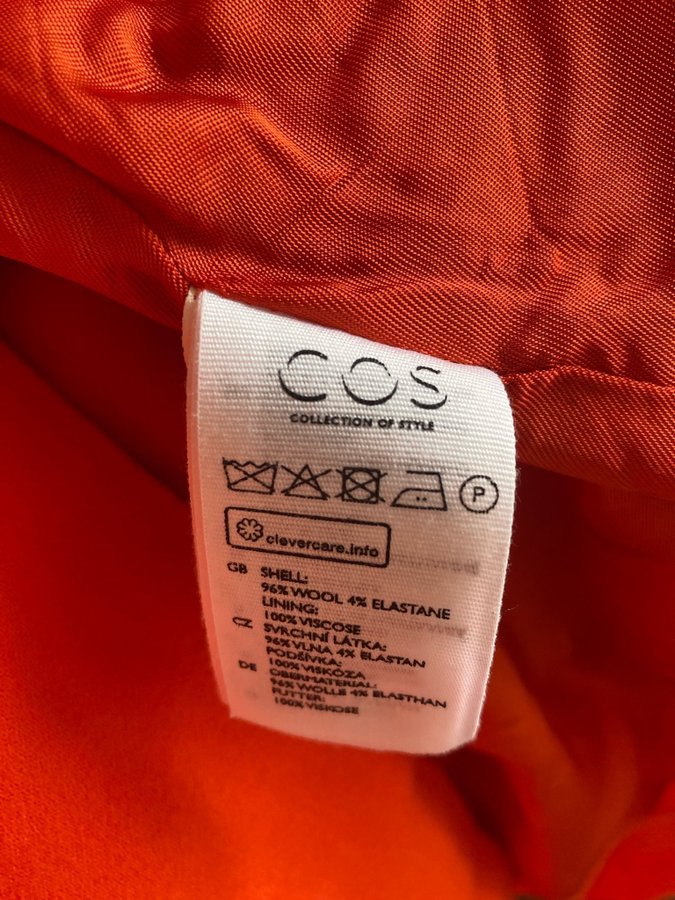 COS
COLLECTION OF STYLE
P
clevercare.info
GB SHELL:
96% WOOL 4% ELASTANE
LINING:
100% VISCOSE
CZ SVRCHNÍ LÁTKA:
96% VLNA 4% ELASTAN
PODŠÍVKA:
100% VISKÓZA
DE OBERMATERIAL:
96% WOLLE 4% ELASTHAN
FUTTER:
100% VISKOSE